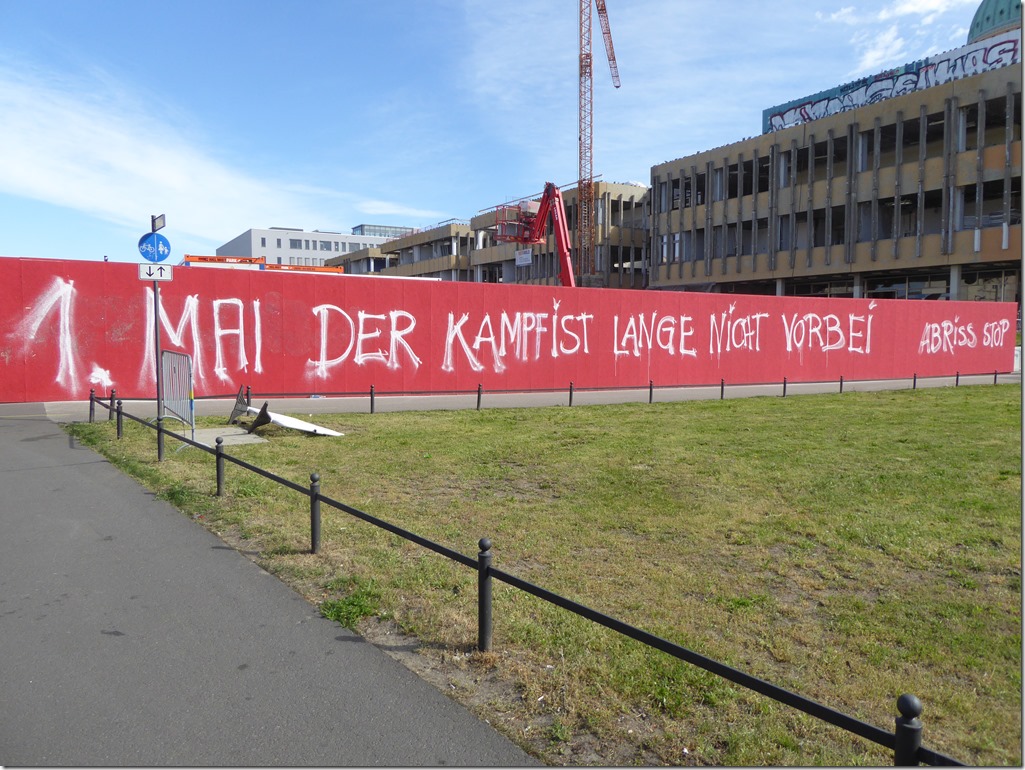 1. MAI DER KAMPF IST LANGE NICHT VORBEI ABRISS STOP